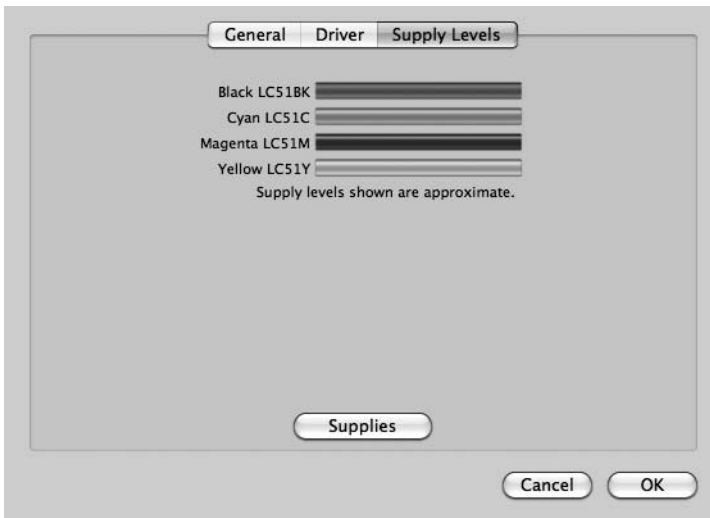 General Driver Supply Levels
Black LC51BK
Cyan LC51C
Magenta LC51M
Yellow LC51Y
Supply levels shown are approximate.
Supplies
Cancel OK